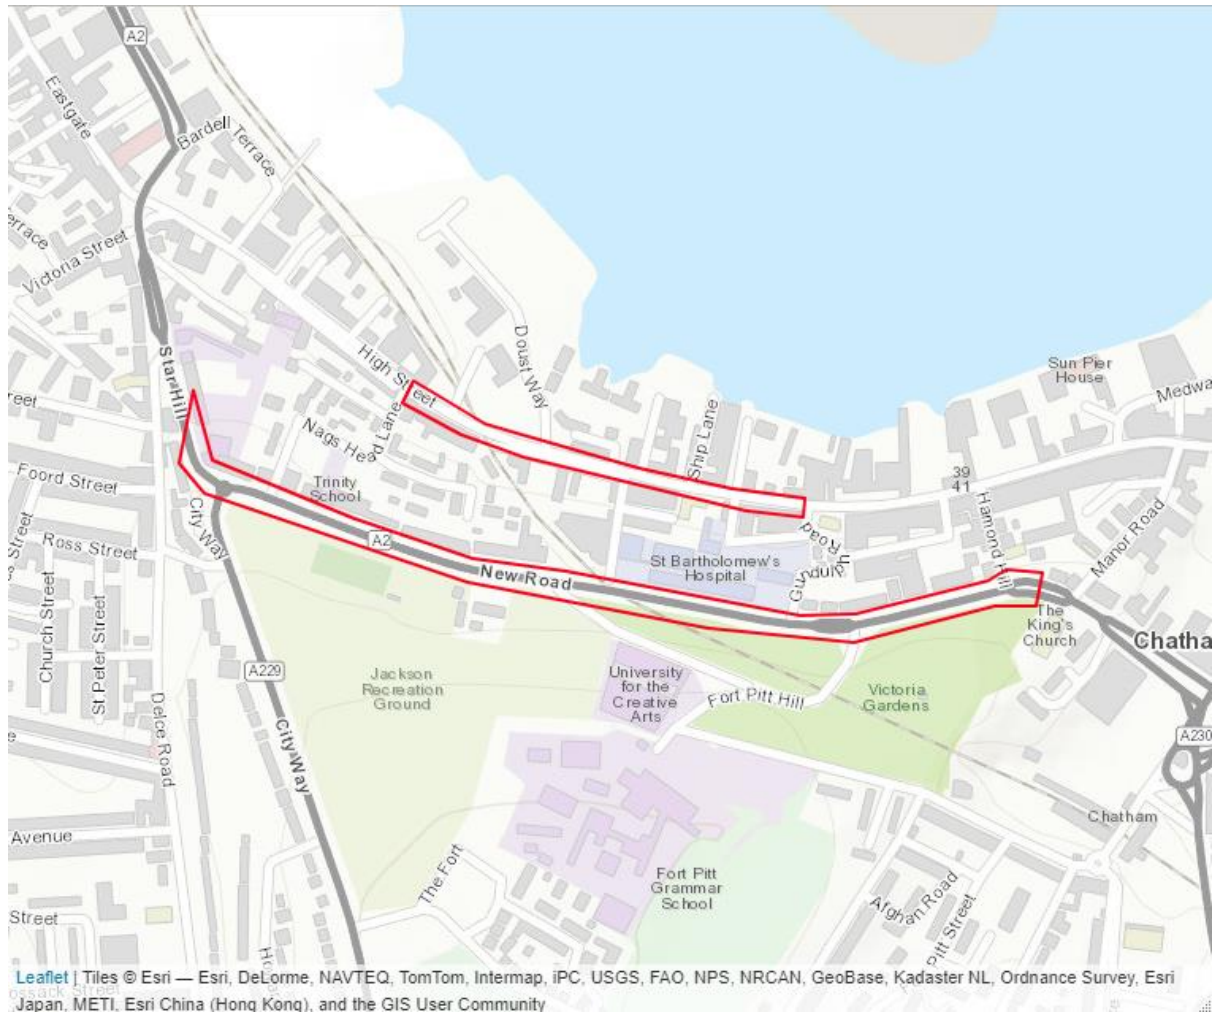 A2
Eastgate
Bardell Terrace
errace
Victoria Street
Star Hill
High Street
Doust Way
Ship Lane
Sun Pier
House
Medwa
Nags Head Lane
Trinity
School
39
41
Hamond Hill
Manor Road
Foord Street
City Way
Ross Street
A2
New Road
St Bartholomew's
Hospital
Gundulph Road
The
King's
Church
Chatha
Church Street
St Peter Street
A229
Jackson
Recreation
Ground
University
for the
Creative
Arts
Fort Pitt Hill
Victoria
Gardens
Delce Road
City Way
A230
Chatham
Avenue
The Fort
Fort Pitt
Grammar
School
Afghan Road
Pitt Street
Street
Leaflet | Tiles © Esri — Esri, DeLorme, NAVTEQ, TomTom, Intermap, iPC, USGS, FAO, NPS, NRCAN, GeoBase, Kadaster NL, Ordnance Survey, Esri
Japan, METI, Esri China (Hong Kong), and the GIS User Community